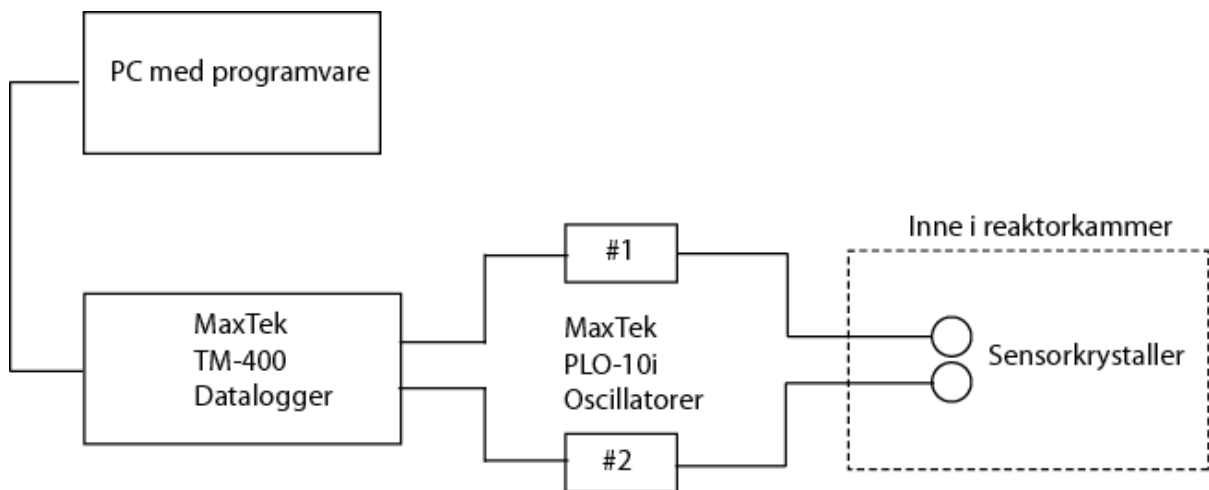 PC med programvare
Inne i reaktorkammer
#1
MaxTek
TM-400
Datalogger
MaxTek
PLO-10i
Oscillatorer
Sensorkrystaller
#2